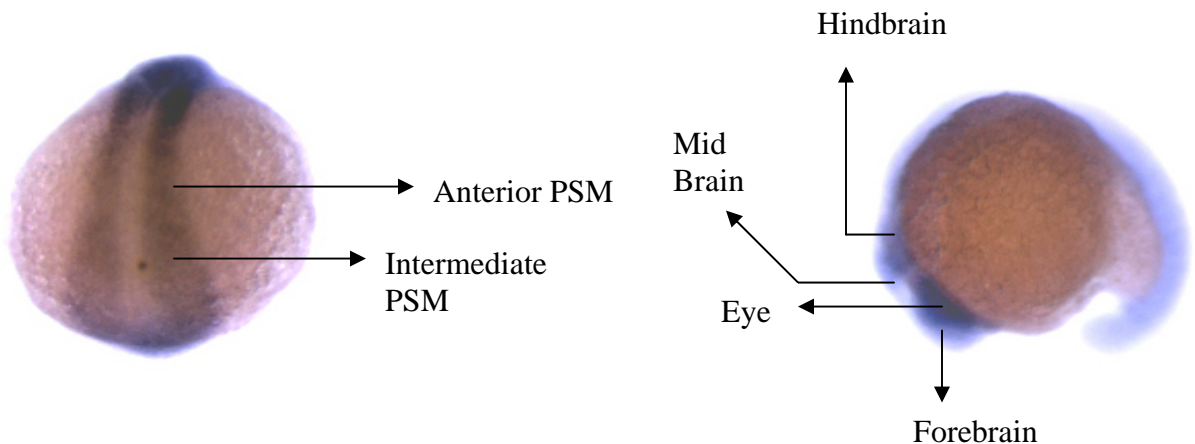 Hindbrain
Mid
Brain
Anterior PSM
Intermediate
PSM
Eye
Forebrain